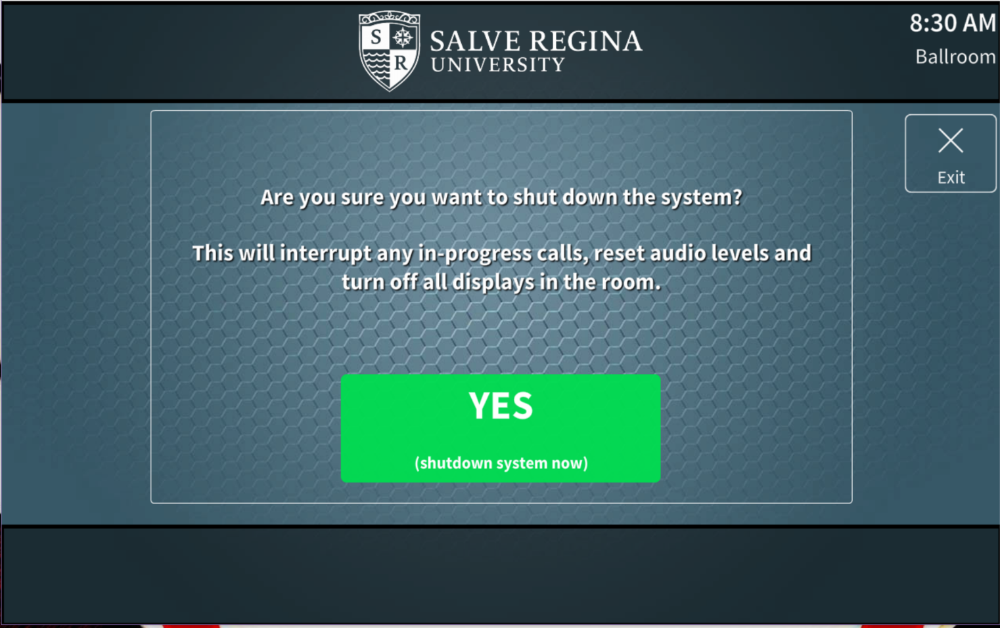 S
R
SALVE REGINA
UNIVERSITY
8:30 AM
Ballroom
Exit
Are you sure you want to shut down the system?
This will interrupt any in-progress calls, reset audio levels and
turn off all displays in the room.
YES
(shutdown system now)